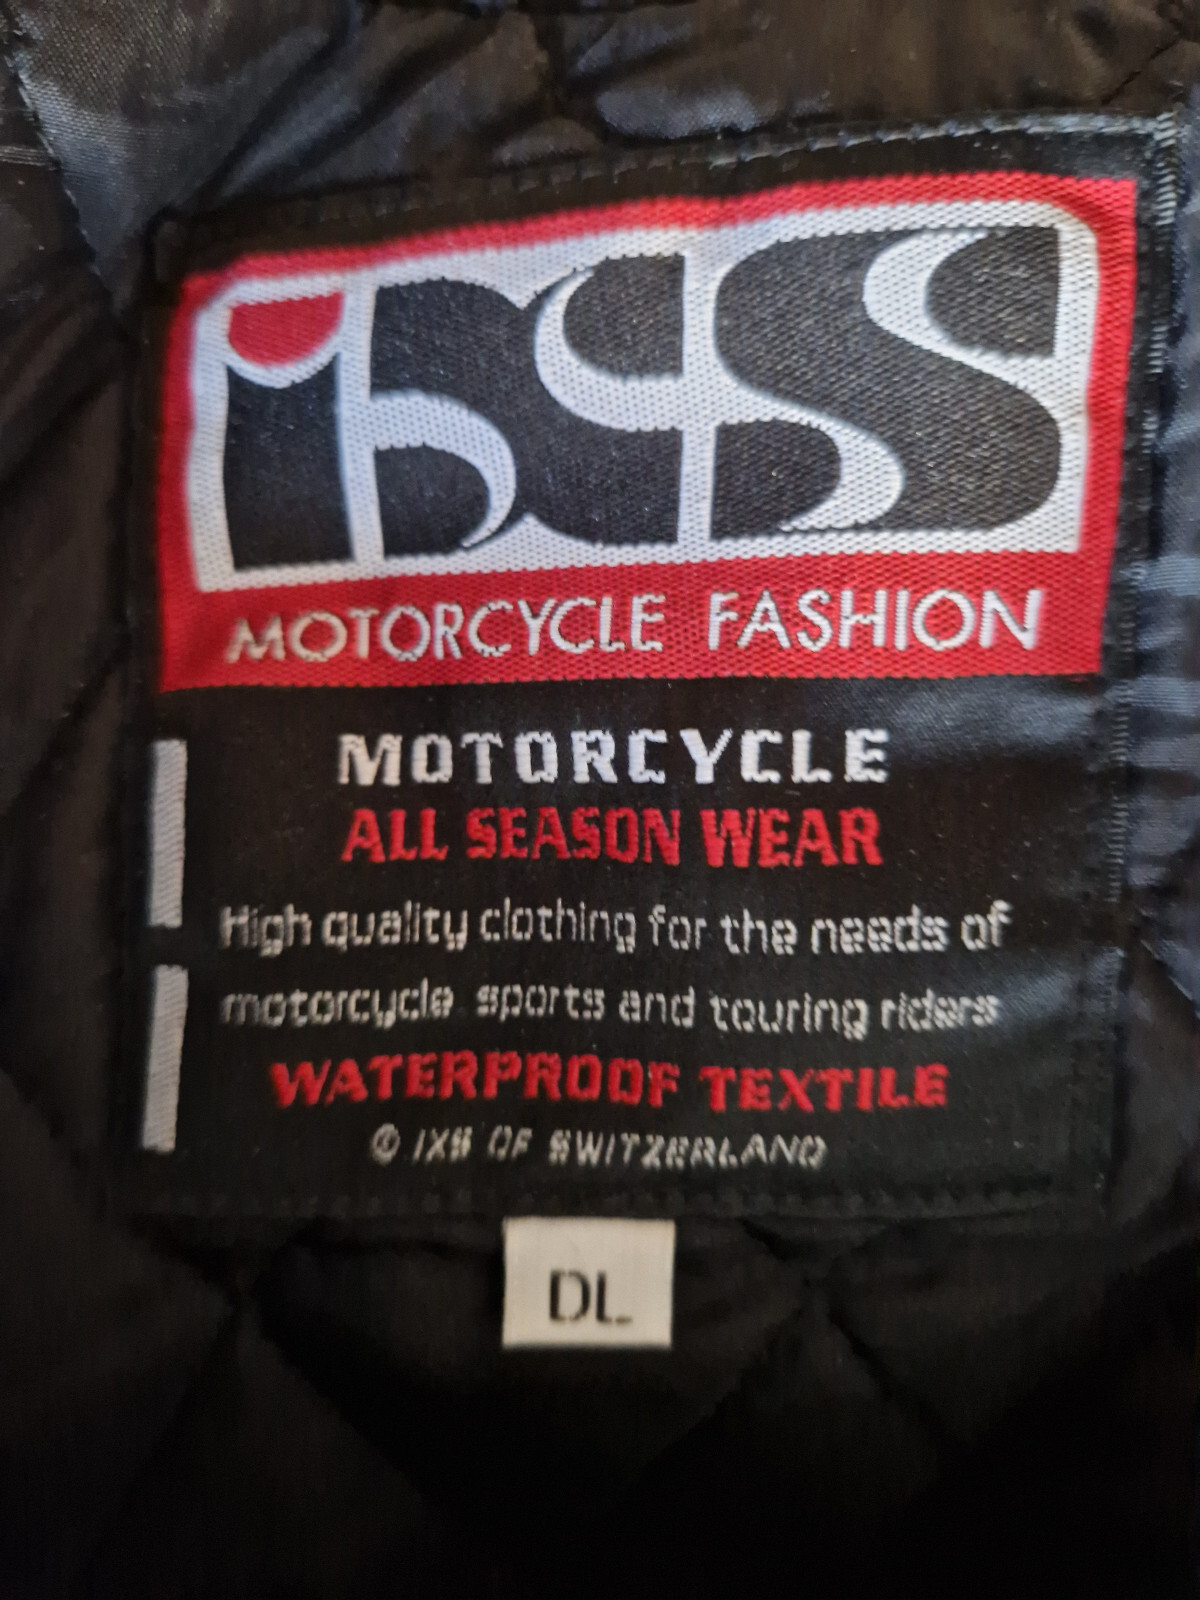 iXS
MOTORCYCLE FASHION
MOTORCYCLE
ALL SEASON WEAR
High quality clothing for the needs of
motorcycle sports and touring riders
WATERPROOF TEXTILE
© IXS OF SWITZERLAND
DL